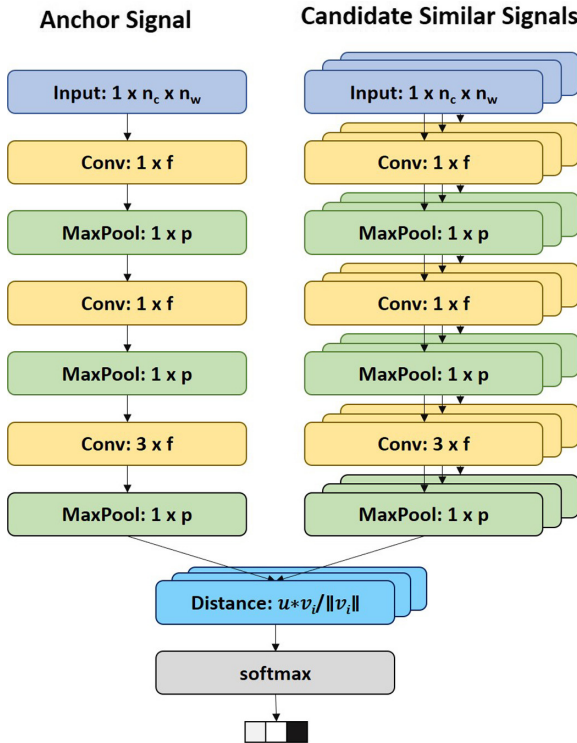 Anchor Signal
Input: 1 x n_c x n_w
Conv: 1 x f
MaxPool: 1 x p
Conv: 1 x f
MaxPool: 1 x p
Conv: 3 x f
MaxPool: 1 x p
Candidate Similar Signals
Input: 1 x n_c x n_w
Conv: 1 x f
MaxPool: 1 x p
Conv: 1 x f
MaxPool: 1 x p
Conv: 3 x f
MaxPool: 1 x p
Distance: u*v_i/‖v_i‖
softmax